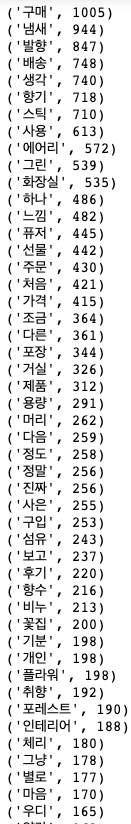 ('구매', 1005)
('냄새', 944)
('발향', 847)
('배송', 748)
('생각', 740)
('향기', 718)
('스틱', 710)
('사용', 613)
('에어리', 572)
('그린', 539)
('화장실', 535)
('하나', 486)
('느낌', 482)
('퓨저', 445)
('선물', 442)
('주문', 430)
('처음', 421)
('가격', 415)
('조금', 364)
('다른', 361)
('포장', 344)
('거실', 326)
('제품', 312)
('용량', 291)
('머리', 262)
('다음', 259)
('정도', 258)
('정말', 256)
('진짜', 256)
('사은', 255)
('구입', 253)
('섬유', 243)
('보고', 237)
('후기', 220)
('향수', 216)
('비누', 213)
('꽃집', 200)
('기분', 198)
('개인', 198)
('플라워', 198)
('취향', 192)
('포레스트', 190)
('인테리어', 188)
('체리', 180)
('그냥', 178)
('별로', 177)
('마음', 170)
('우디', 165)